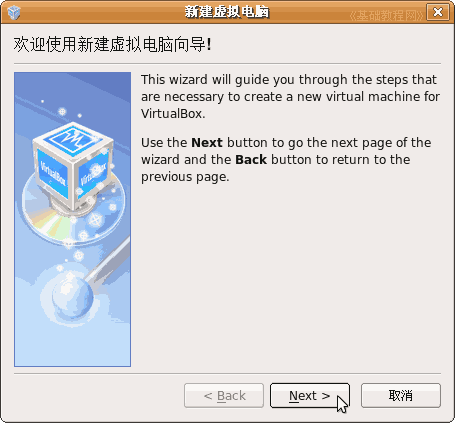 新建虚拟电脑
《基础教程网》
欢迎使用新建虚拟电脑向导!
This wizard will guide you through the steps that
are necessary to create a new virtual machine for
VirtualBox.
Use the Next button to go the next page of the
wizard and the Back button to return to the
previous page.
VirtualBox
VirtualBox
< Back
Next >
取消